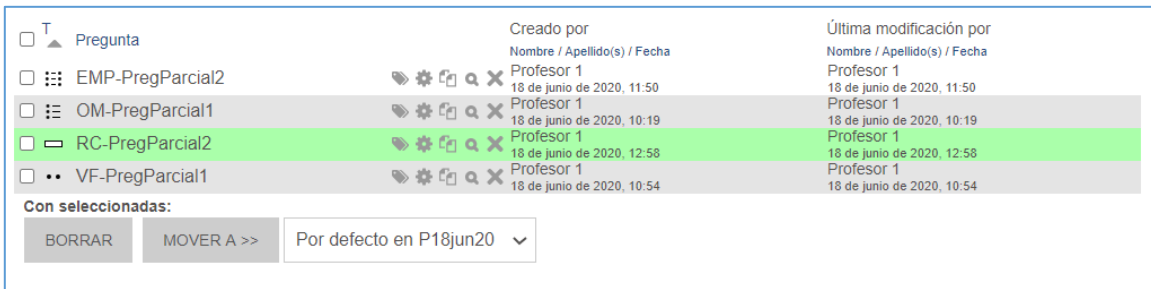 T Pregunta Creado por Última modificación por
Nombre / Apellido(s) / Fecha Nombre / Apellido(s) / Fecha
EMP-PregParcial2 Profesor 1 Profesor 1
18 de junio de 2020, 11:50 18 de junio de 2020, 11:50
OM-PregParcial1 Profesor 1 Profesor 1
18 de junio de 2020, 10:19 18 de junio de 2020, 10:19
RC-PregParcial2 Profesor 1 Profesor 1
18 de junio de 2020, 12:58 18 de junio de 2020, 12:58
VF-PregParcial1 Profesor 1 Profesor 1
18 de junio de 2020, 10:54 18 de junio de 2020, 10:54
Con seleccionadas:
BORRAR MOVER A >> Por defecto en P18jun20